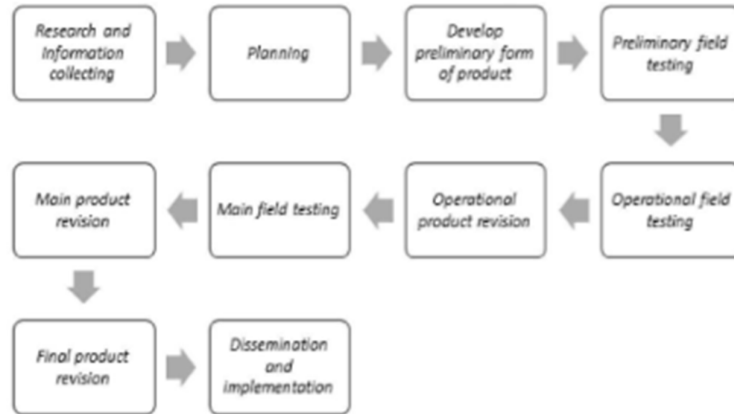 Research and
Information
collecting
Planning
Develop
preliminary form
of product
Preliminary field
testing
Operational field
testing
Operational
product revision
Main field testing
Main product
revision
Final product
revision
Dissemination
and
implementation